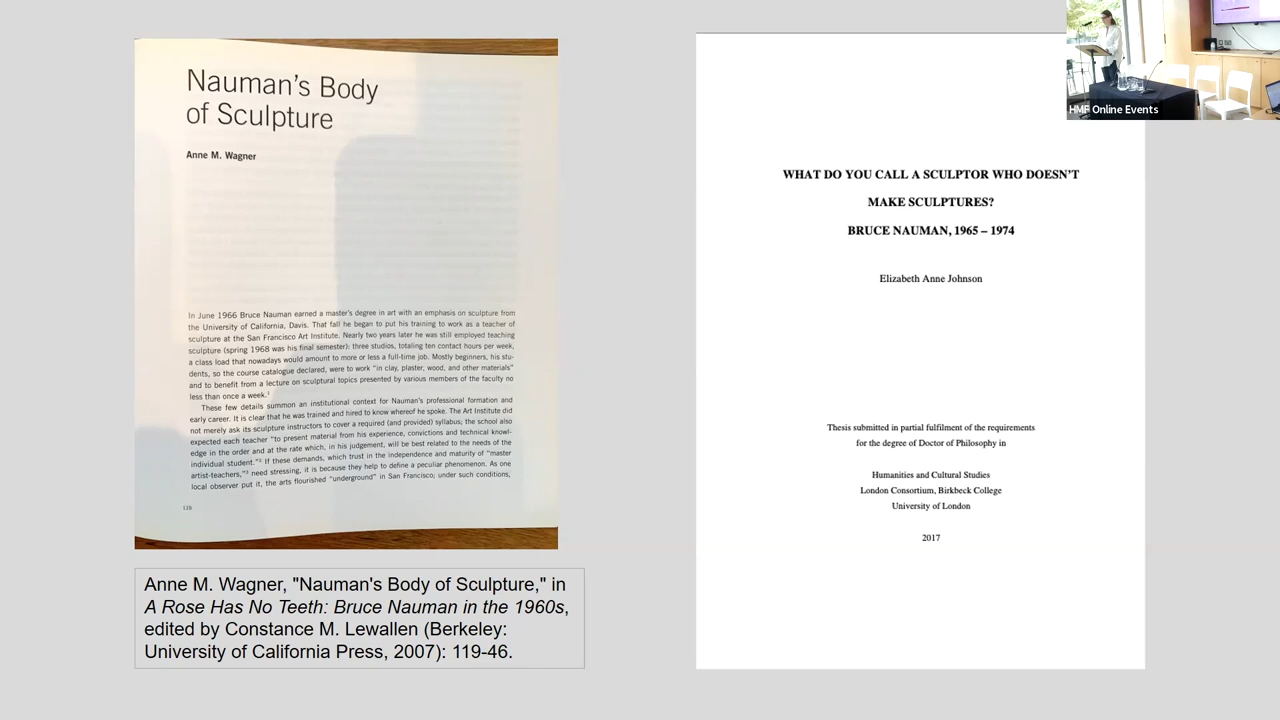 Nauman's Body
of Sculpture
Anne M. Wagner
In June 1966 Bruce Nauman earned a master's degree in art with an emphasis on sculpture from
the University of California, Davis. That fall he began to put his training to work as a teacher of
sculpture at the San Francisco Art Institute. Nearly two years later he was still employed teaching
sculpture (spring 1968 was his final semester): three studios, totaling ten contact hours per week,
a class load that nowadays would amount to more or less a full-time job. Mostly beginners, his stu-
dents, so the course catalogue declared, were to work "in clay, plaster, wood, and other materials"
and to benefit from a lecture on sculptural topics presented by various members of the faculty no
less than once a week.1
These few details summon an institutional context for Nauman's professional formation and
early career. It is clear that he was trained and hired to know whereof he spoke. The Art Institute did
not merely ask its sculpture instructors to cover a required (and provided) syllabus; the school also
expected each teacher "to present material from his experience, convictions and technical knowl-
edge in the order and at the rate which, in his judgement, will be best related to the needs of the
individual student."2 If these demands, which trust in the independence and maturity of "master
artist-teachers,"3 need stressing, it is because they help to define a peculiar phenomenon. As one
local observer put it, the arts flourished "underground" in San Francisco; under such conditions,
Anne M. Wagner, "Nauman's Body of Sculpture," in
A Rose Has No Teeth: Bruce Nauman in the 1960s,
edited by Constance M. Lewallen (Berkeley:
University of California Press, 2007): 119-46.
WHAT DO YOU CALL A SCULPTOR WHO DOESN'T
MAKE SCULPTURES?
BRUCE NAUMAN, 1965 – 1974
Elizabeth Anne Johnson
Thesis submitted in partial fulfilment of the requirements
for the degree of Doctor of Philosophy in
Humanities and Cultural Studies
London Consortium, Birkbeck College
University of London
2017
HMF Online Events